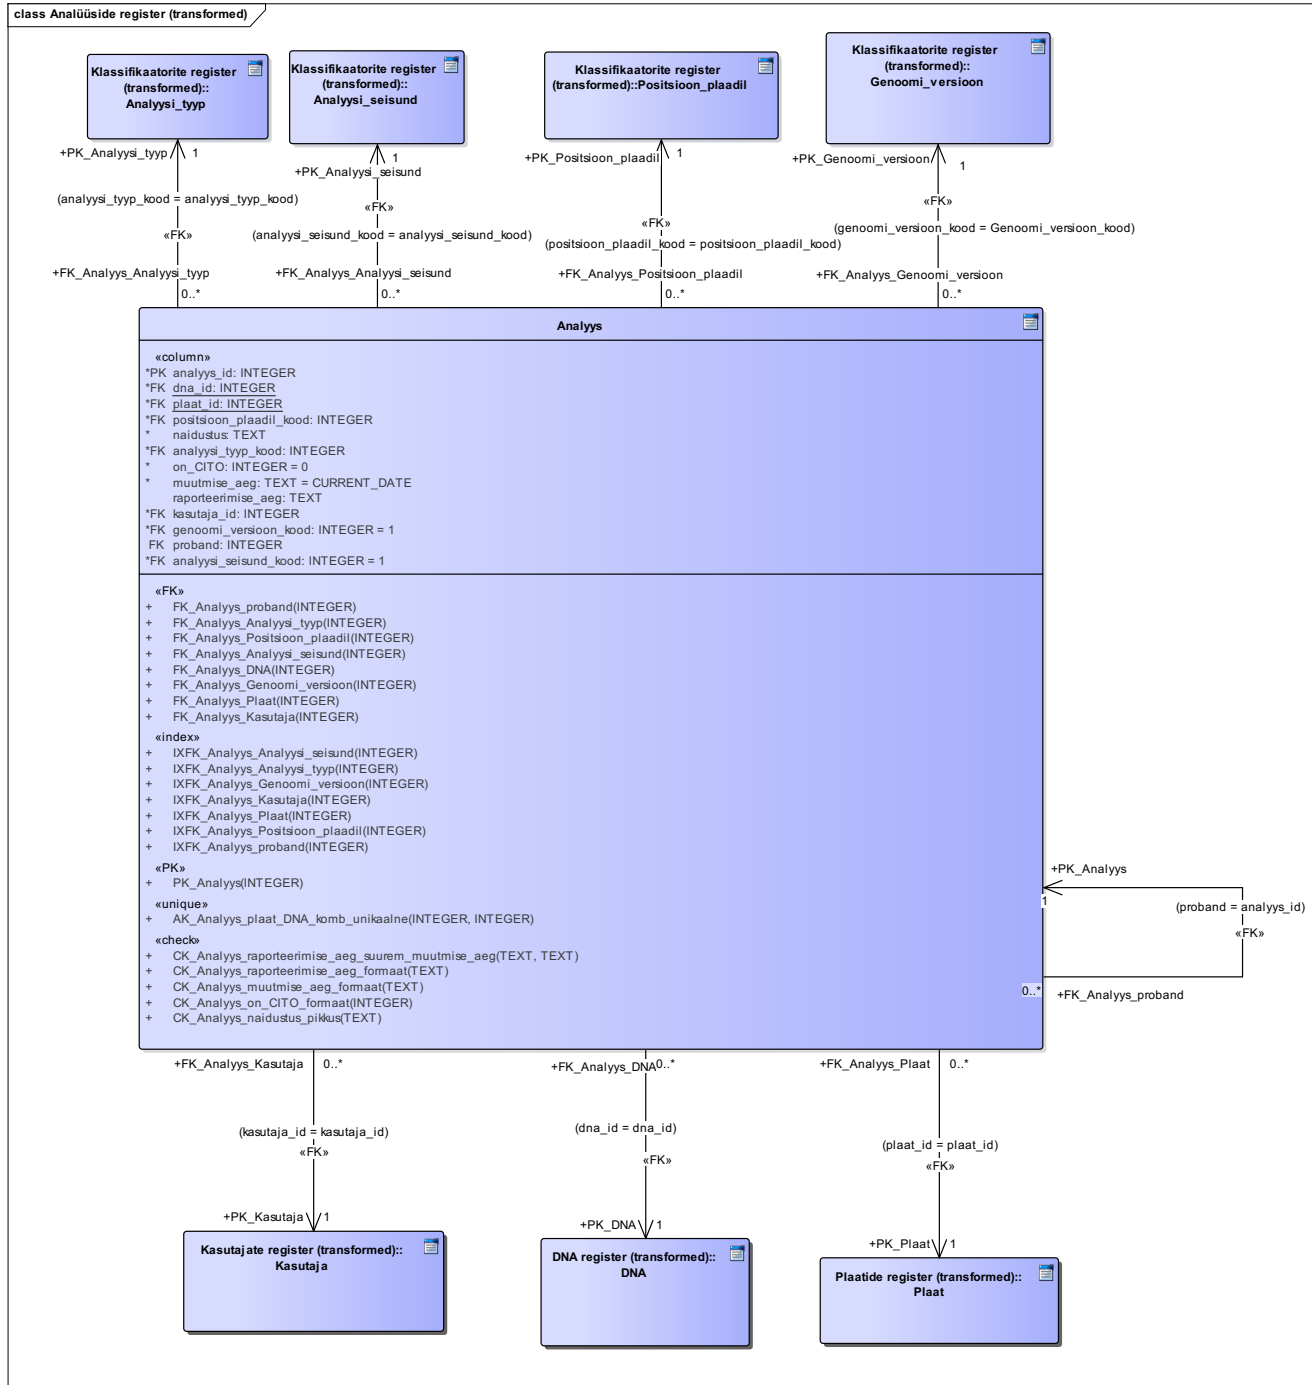 class Analüüside register (transformed)
Klassifikaatorite register
(transformed)::
Analyysi_tyyp
Klassifikaatorite register
(transformed)::
Analyysi_seisund
Klassifikaatorite register
(transformed)::Positsioon_plaadil
Klassifikaatorite register
(transformed)::
Genoomi_versioon
+PK_Analyysi_tyyp
1
(analyysi_tyyp_kood = analyysi_tyyp_kood)
«FK»
+FK_Analyys_Analyysi_tyyp
0..*
1
+PK_Analyysi_seisund
«FK»
(analyysi_seisund_kood = analyysi_seisund_kood)
+FK_Analyys_Analyysi_seisund
0..*
+PK_Positsioon_plaadil
1
«FK»
(positsioon_plaadil_kood = positsioon_plaadil_kood)
+FK_Analyys_Positsioon_plaadil
0..*
+PK_Genoomi_versioon
1
«FK»
(genoomi_versioon_kood = Genoomi_versioon_kood)
+FK_Analyys_Genoomi_versioon
0..*
Analyys
«column»
*PK analyys_id: INTEGER
*FK dna_id: INTEGER
*FK plaat_id: INTEGER
*FK positsioon_plaadil_kood: INTEGER
* naidustus: TEXT
*FK analyysi_tyyp_kood: INTEGER
* on_CITO: INTEGER = 0
* muutmise_aeg: TEXT = CURRENT_DATE
raporteerimise_aeg: TEXT
*FK kasutaja_id: INTEGER
*FK genoomi_versioon_kood: INTEGER = 1
FK proband: INTEGER
*FK analyysi_seisund_kood: INTEGER = 1
«FK»
+ FK_Analyys_proband(INTEGER)
+ FK_Analyys_Analyysi_tyyp(INTEGER)
+ FK_Analyys_Positsioon_plaadil(INTEGER)
+ FK_Analyys_Analyysi_seisund(INTEGER)
+ FK_Analyys_DNA(INTEGER)
+ FK_Analyys_Genoomi_versioon(INTEGER)
+ FK_Analyys_Plaat(INTEGER)
+ FK_Analyys_Kasutaja(INTEGER)
«index»
+ IXFK_Analyys_Analyysi_seisund(INTEGER)
+ IXFK_Analyys_Analyysi_tyyp(INTEGER)
+ IXFK_Analyys_Genoomi_versioon(INTEGER)
+ IXFK_Analyys_Kasutaja(INTEGER)
+ IXFK_Analyys_Plaat(INTEGER)
+ IXFK_Analyys_Positsioon_plaadil(INTEGER)
+ IXFK_Analyys_proband(INTEGER)
«PK»
+ PK_Analyys(INTEGER)
«unique»
+ AK_Analyys_plaat_DNA_komb_unikaalne(INTEGER, INTEGER)
«check»
+ CK_Analyys_raporteerimise_aeg_suurem_muutmise_aeg(TEXT, TEXT)
+ CK_Analyys_raporteerimise_aeg_formaat(TEXT)
+ CK_Analyys_muutmise_aeg_formaat(TEXT)
+ CK_Analyys_on_CITO_formaat(INTEGER)
+ CK_Analyys_naidustus_pikkus(TEXT)
+PK_Analyys
1
(proband = analyys_id)
«FK»
0..*
+FK_Analyys_proband
+FK_Analyys_Kasutaja
0..*
(kasutaja_id = kasutaja_id)
«FK»
+PK_Kasutaja
1
+FK_Analyys_DNA
0..*
(dna_id = dna_id)
«FK»
+PK_DNA
1
+FK_Analyys_Plaat
0..*
(plaat_id = plaat_id)
«FK»
+PK_Plaat
1
Kasutajate register (transformed)::
Kasutaja
DNA register (transformed)::
DNA
Plaatide register (transformed)::
Plaat